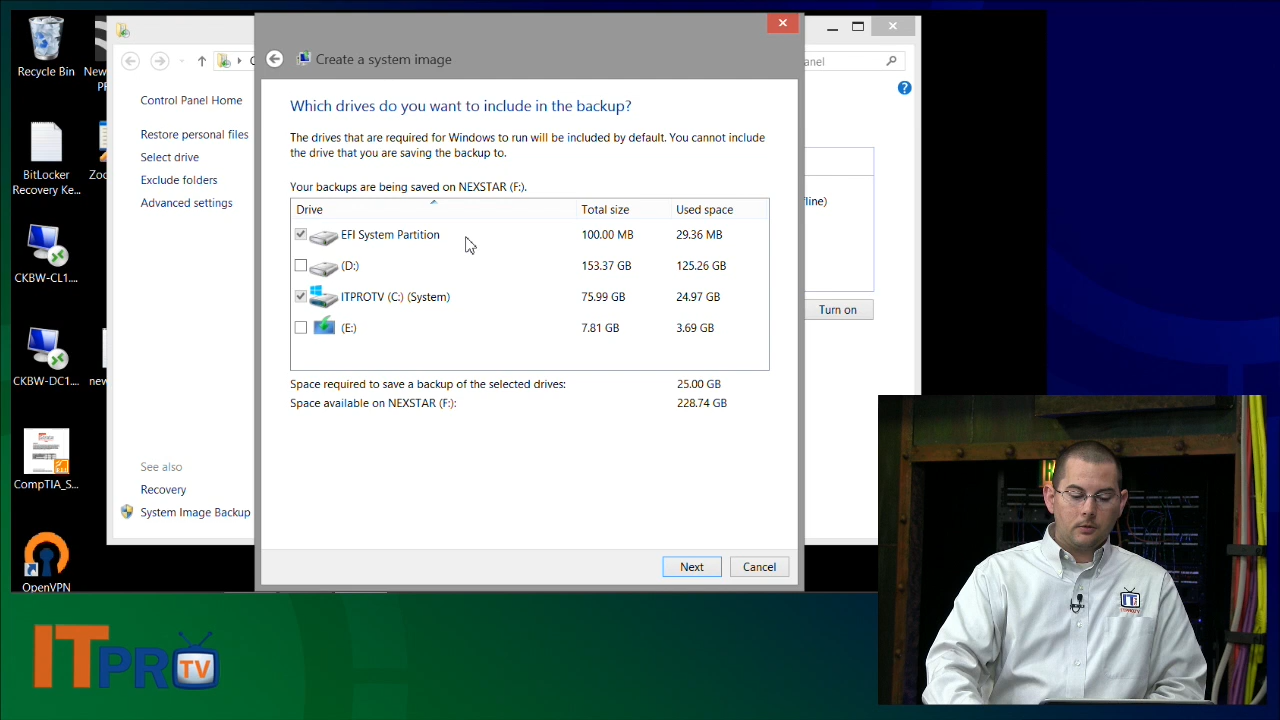 Recycle Bin
New
PR
BitLocker
Recovery Ke...
Zoo
CKBW-CL1....
CKBW-DC1...
new
CompTIA_S...
OpenVPN
C
Control Panel Home
Restore personal files
Select drive
Exclude folders
Advanced settings
See also
Recovery
System Image Backup
anel
?
fline)
Turn on
Create a system image
Which drives do you want to include in the backup?
The drives that are required for Windows to run will be included by default. You cannot include
the drive that you are saving the backup to.
Your backups are being saved on NEXSTAR (F:).
Drive Total size Used space
EFI System Partition 100.00 MB 29.36 MB
(D:) 153.37 GB 125.26 GB
ITPROTV (C:) (System) 75.99 GB 24.97 GB
(E:) 7.81 GB 3.69 GB
Space required to save a backup of the selected drives: 25.00 GB
Space available on NEXSTAR (F:): 228.74 GB
Next Cancel
ITPRO
TV